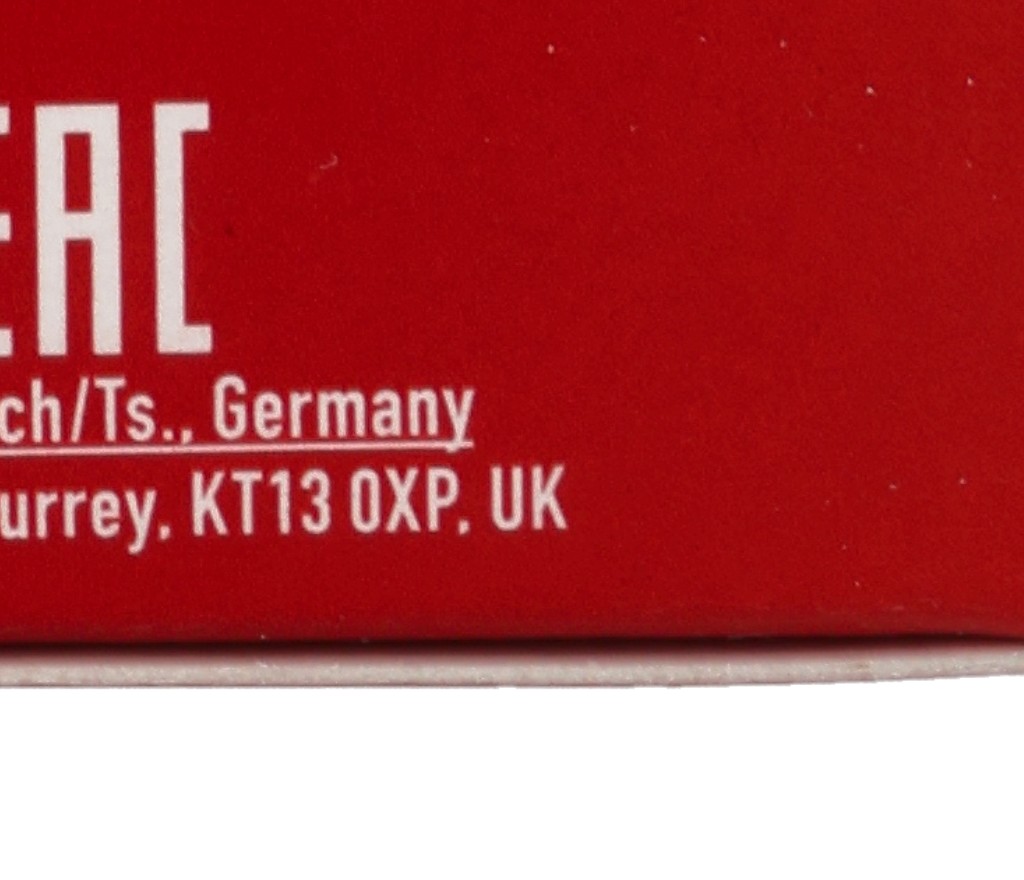 EAC
ch/Ts., Germany
urrey, KT13 0XP, UK